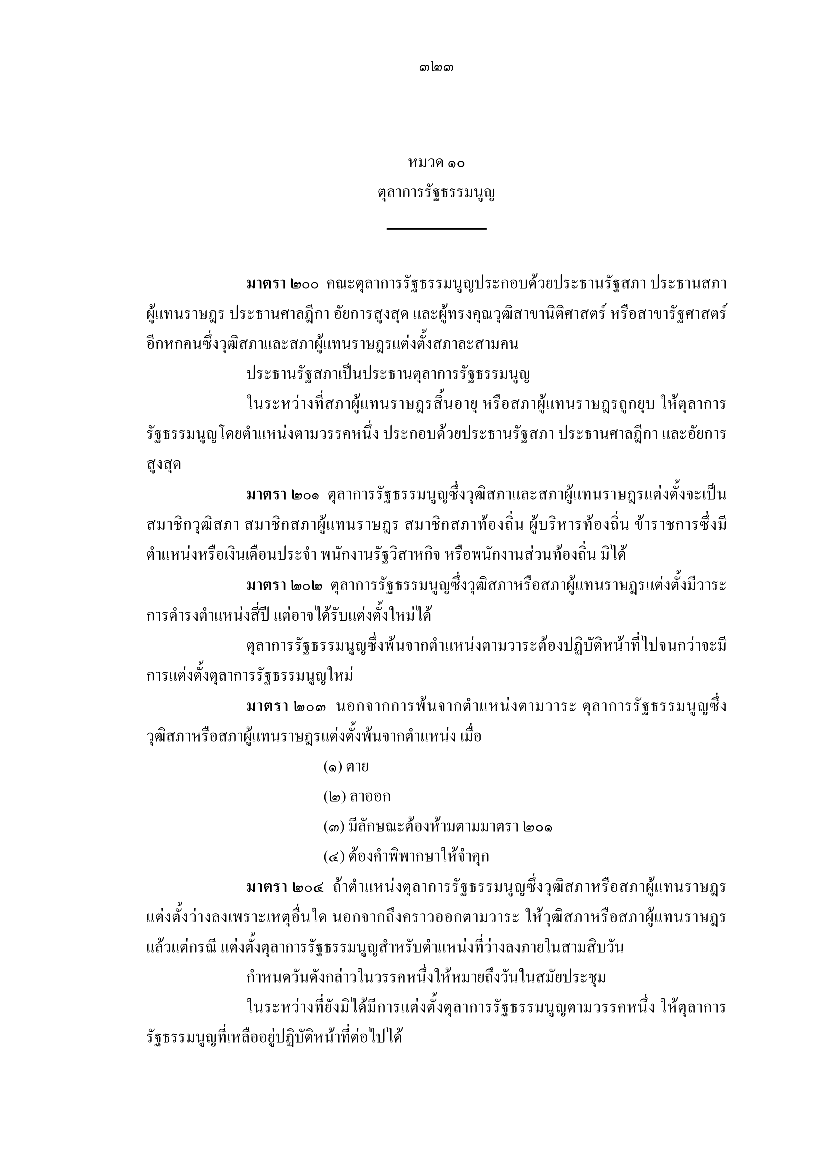 ๓๒๓
หมวด ๑๐
ตุลาการรัฐธรรมนูญ
มาตรา ๒๐๐ คณะตุลาการรัฐธรรมนูญประกอบด้วยประธานรัฐสภา ประธานสภา
ผู้แทนราษฎร ประธานศาลฎีกา อัยการสูงสุด และผู้ทรงคุณวุฒิสาขานิติศาสตร์ หรือสาขารัฐศาสตร์
อีกหกคนซึ่งวุฒิสภาและสภาผู้แทนราษฎรแต่งตั้งสภาละสามคน
ประธานรัฐสภาเป็นประธานตุลาการรัฐธรรมนูญ
ในระหว่างที่สภาผู้แทนราษฎรสิ้นอายุ หรือสภาผู้แทนราษฎรถูกยุบ ให้ตุลาการ
รัฐธรรมนูญโดยตำแหน่งตามวรรคหนึ่ง ประกอบด้วยประธานรัฐสภา ประธานศาลฎีกา และอัยการ
สูงสุด
มาตรา ๒๐๑ ตุลาการรัฐธรรมนูญซึ่งวุฒิสภาและสภาผู้แทนราษฎรแต่งตั้งจะเป็น
สมาชิกวุฒิสภา สมาชิกสภาผู้แทนราษฎร สมาชิกสภาท้องถิ่น ผู้บริหารท้องถิ่น ข้าราชการซึ่งมี
ตำแหน่งหรือเงินเดือนประจำ พนักงานรัฐวิสาหกิจ หรือพนักงานส่วนท้องถิ่น มิได้
มาตรา ๒๐๒ ตุลาการรัฐธรรมนูญซึ่งวุฒิสภาหรือสภาผู้แทนราษฎรแต่งตั้งมีวาระ
การดำรงตำแหน่งสี่ปี แต่อาจได้รับแต่งตั้งใหม่ได้
ตุลาการรัฐธรรมนูญซึ่งพ้นจากตำแหน่งตามวาระต้องปฏิบัติหน้าที่ไปจนกว่าจะมี
การแต่งตั้งตุลาการรัฐธรรมนูญใหม่
มาตรา ๒๐๓ นอกจากการพ้นจากตำแหน่งตามวาระ ตุลาการรัฐธรรมนูญซึ่ง
วุฒิสภาหรือสภาผู้แทนราษฎรแต่งตั้งพ้นจากตำแหน่ง เมื่อ
(๑) ตาย
(๒) ลาออก
(๓) มีลักษณะต้องห้ามตามมาตรา ๒๐๑
(๔) ต้องคำพิพากษาให้จำคุก
มาตรา ๒๐๔ ถ้าตำแหน่งตุลาการรัฐธรรมนูญซึ่งวุฒิสภาหรือสภาผู้แทนราษฎร
แต่งตั้งว่างลงเพราะเหตุอื่นใด นอกจากถึงคราวออกตามวาระ ให้วุฒิสภาหรือสภาผู้แทนราษฎร
แล้วแต่กรณี แต่งตั้งตุลาการรัฐธรรมนูญสำหรับตำแหน่งที่ว่างลงภายในสามสิบวัน
กำหนดวันดังกล่าวในวรรคหนึ่งให้หมายถึงวันในสมัยประชุม
ในระหว่างที่ยังมิได้มีการแต่งตั้งตุลาการรัฐธรรมนูญตามวรรคหนึ่ง ให้ตุลาการ
รัฐธรรมนูญที่เหลืออยู่ปฏิบัติหน้าที่ต่อไปได้